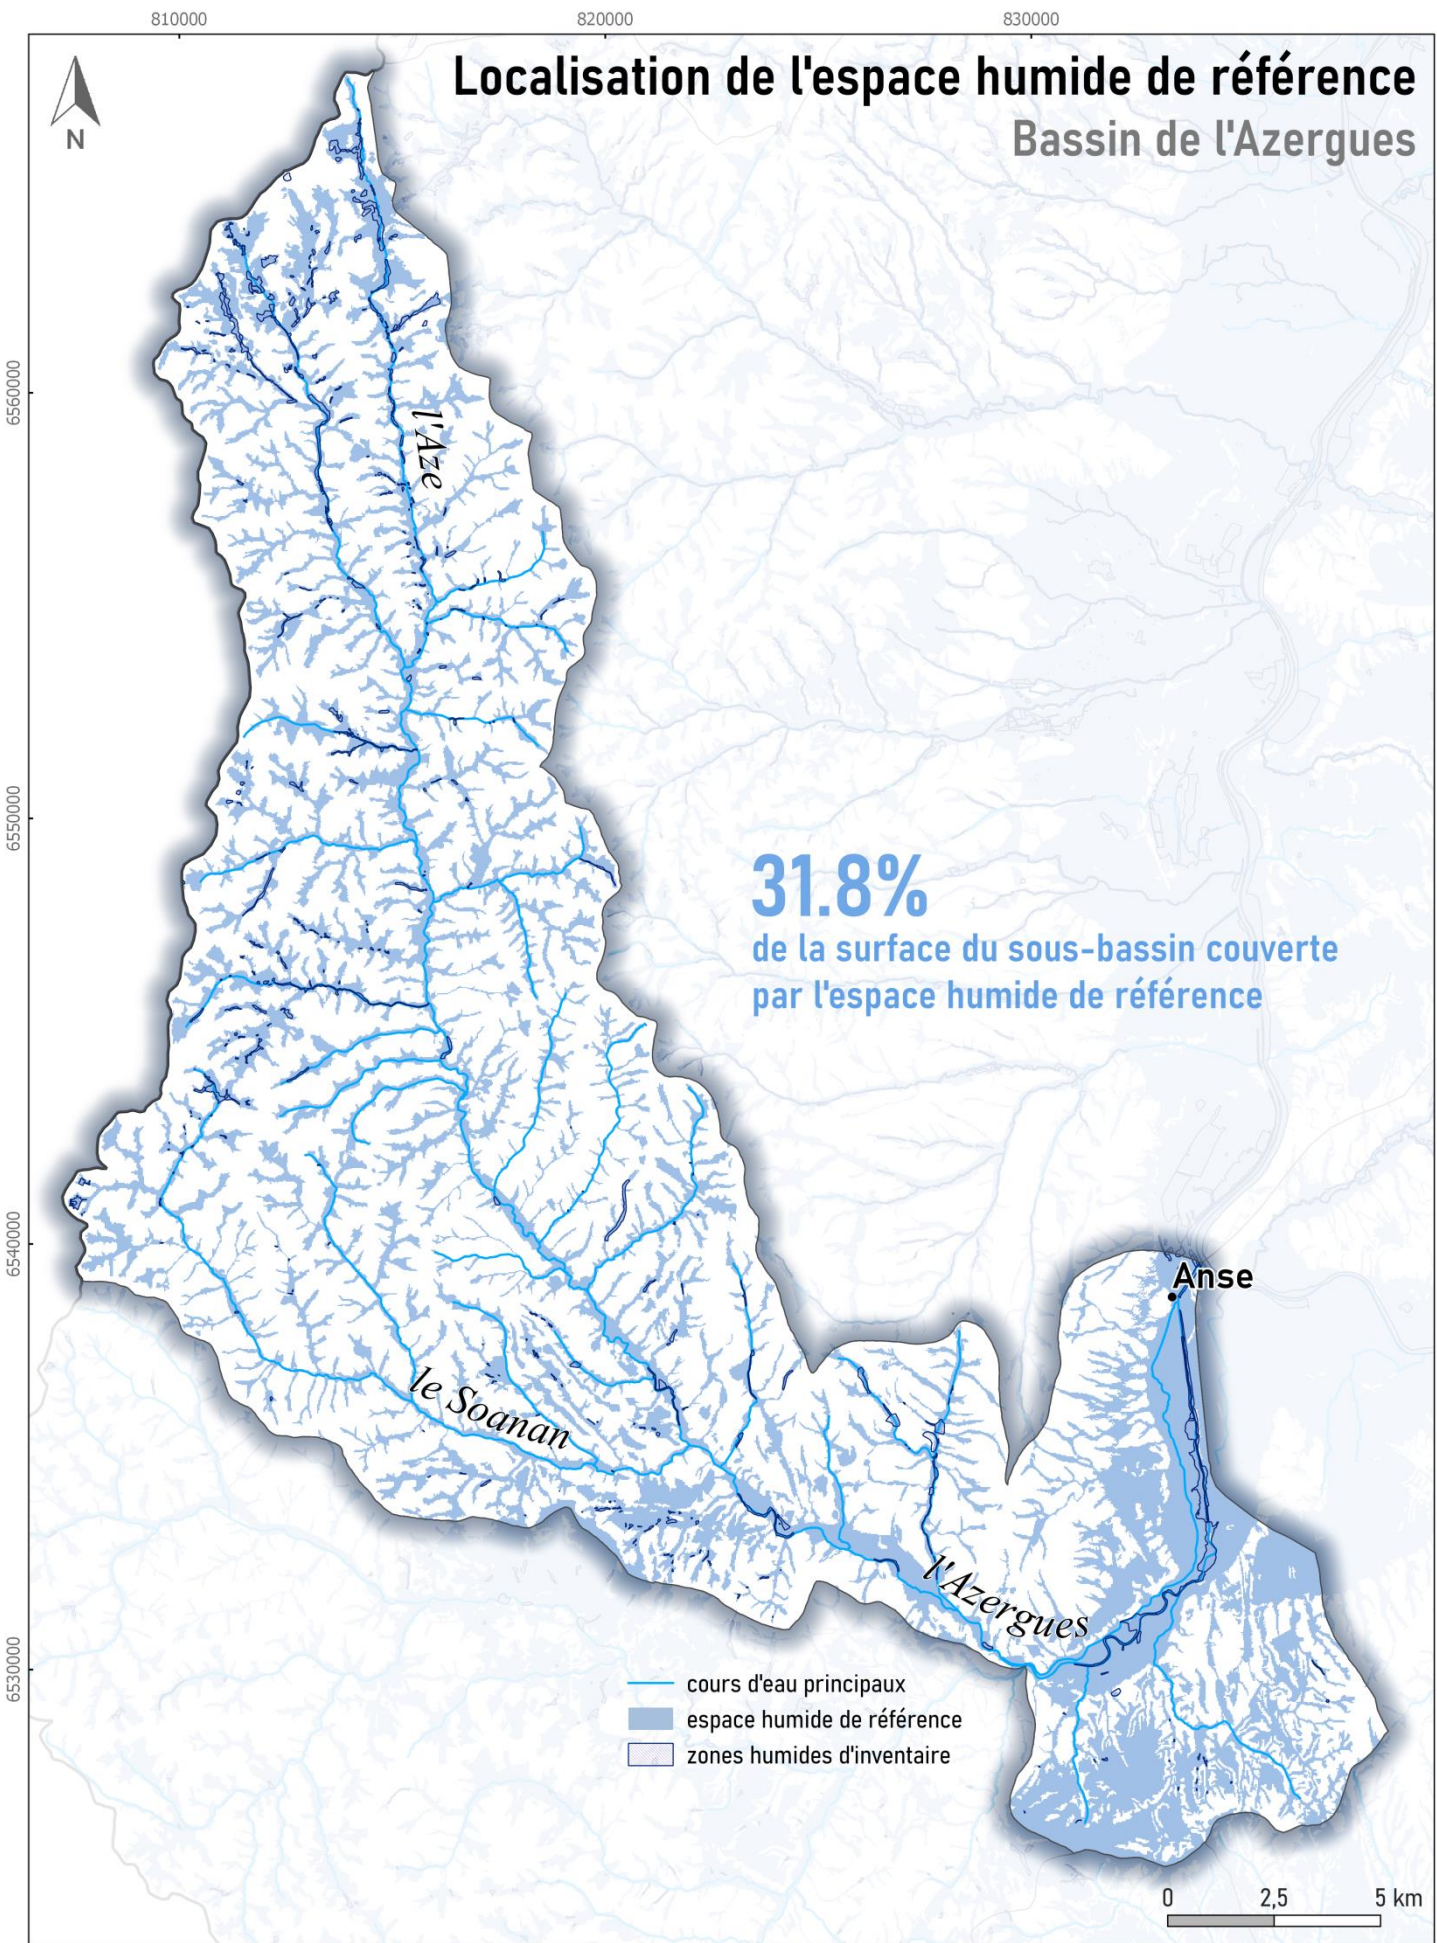 810000
820000
830000
Localisation de l'espace humide de référence
Bassin de l'Azergues
N
6560000
l'Aze
6550000
31.8%
de la surface du sous-bassin couverte
par l'espace humide de référence
6540000
Anse
le Soanan
l'Azergues
6530000
cours d'eau principaux
espace humide de référence
zones humides d'inventaire
0 2,5 5 km